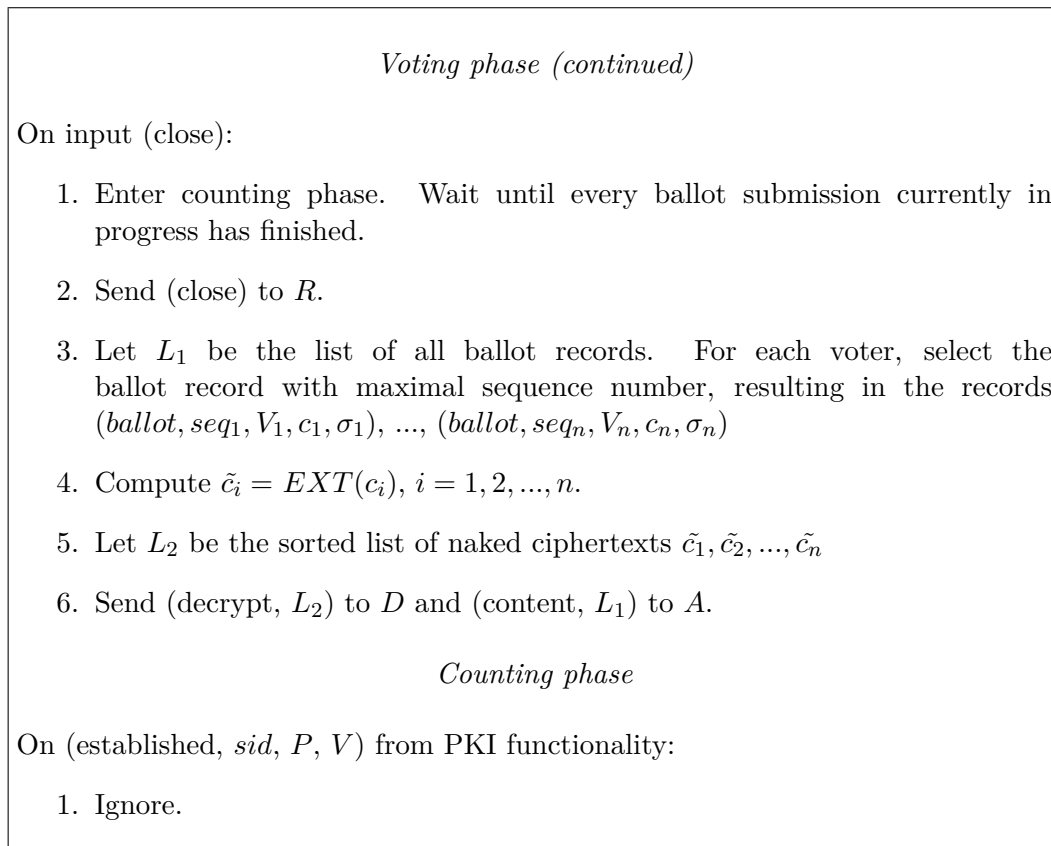 Voting phase (continued)
On input (close):
1. Enter counting phase. Wait until every ballot submission currently in
progress has finished.
2. Send (close) to R.
3. Let L₁ be the list of all ballot records. For each voter, select the
ballot record with maximal sequence number, resulting in the records
(ballot, seq₁, V₁, c₁, σ₁), ..., (ballot, seqₙ, Vₙ, cₙ, σₙ)
4. Compute c̃ᵢ = EXT(cᵢ), i = 1, 2, ..., n.
5. Let L₂ be the sorted list of naked ciphertexts c̃₁, c̃₂, ..., c̃ₙ
6. Send (decrypt, L₂) to D and (content, L₁) to A.
Counting phase
On (established, sid, P, V) from PKI functionality:
1. Ignore.